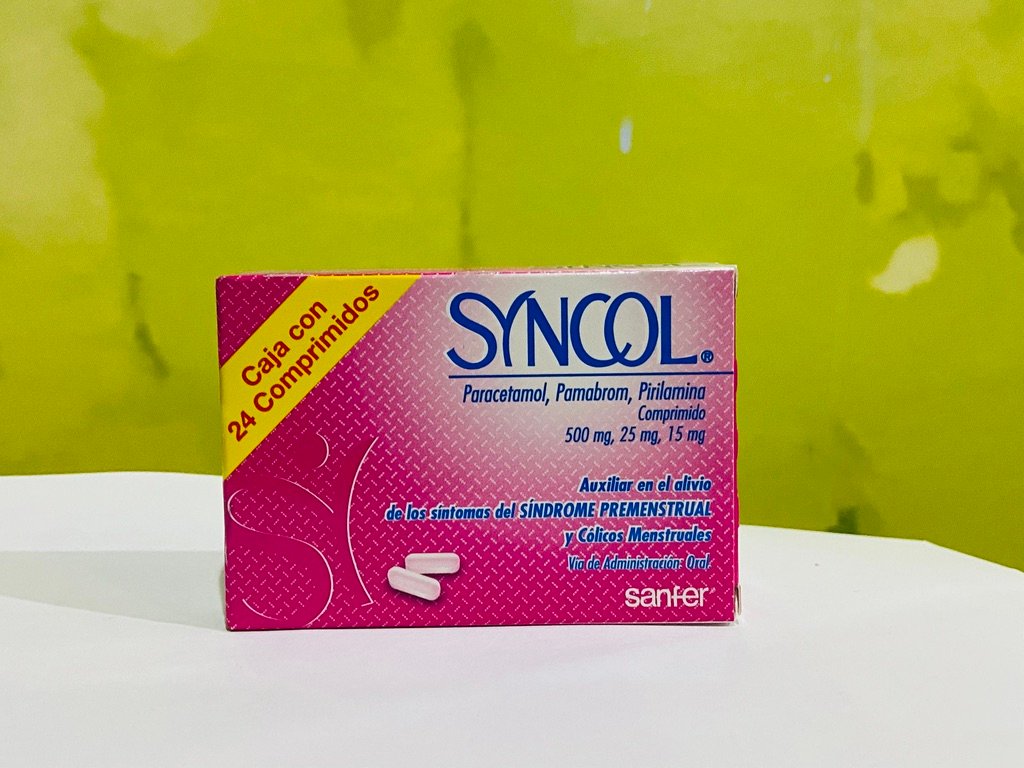 Caja con
24 Comprimidos
SYNCOL®
Paracetamol, Pamabrom, Pirilamina
Comprimido
500 mg, 25 mg, 15 mg
Auxiliar en el alivio
de los síntomas del SÍNDROME PREMENSTRUAL
y Cólicos Menstruales
Vía de Administración: Oral.
sanfer